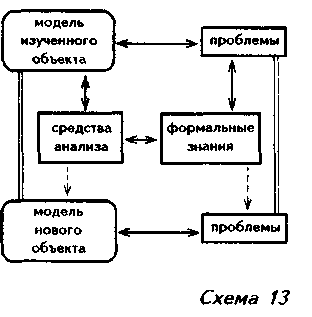 модель
изученного
объекта
проблемы
средства
анализа
формальные
знания
модель
нового
объекта
проблемы
Схема 13